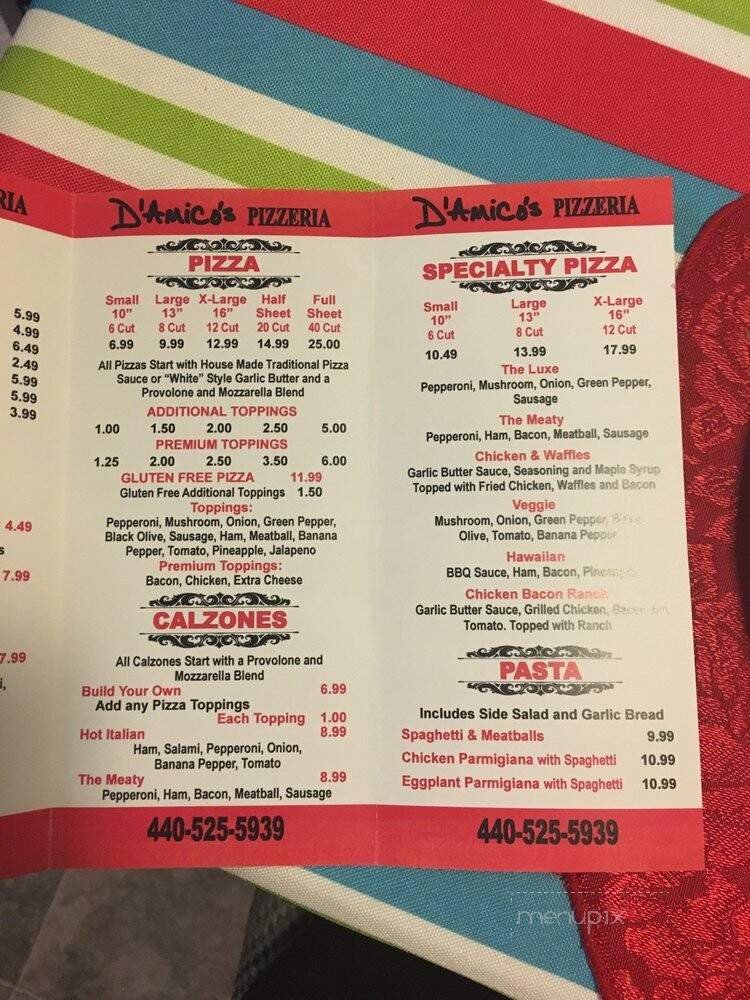 RIA
5.99
4.99
6.49
2.49
5.99
5.99
3.99
4.49
s
7.99
7.99
i,
D'Amico's PIZZERIA
PIZZA
Small Large X-Large Half Full
10" 13" 16" Sheet Sheet
6 Cut 8 Cut 12 Cut 20 Cut 40 Cut
6.99 9.99 12.99 14.99 25.00
All Pizzas Start with House Made Traditional Pizza
Sauce or "White" Style Garlic Butter and a
Provolone and Mozzarella Blend
ADDITIONAL TOPPINGS
1.00 1.50 2.00 2.50 5.00
PREMIUM TOPPINGS
1.25 2.00 2.50 3.50 6.00
GLUTEN FREE PIZZA 11.99
Gluten Free Additional Toppings 1.50
Toppings:
Pepperoni, Mushroom, Onion, Green Pepper,
Black Olive, Sausage, Ham, Meatball, Banana
Pepper, Tomato, Pineapple, Jalapeno
Premium Toppings:
Bacon, Chicken, Extra Cheese
CALZONES
All Calzones Start with a Provolone and
Mozzarella Blend
Build Your Own 6.99
Add any Pizza Toppings
Each Topping 1.00
Hot Italian 8.99
Ham, Salami, Pepperoni, Onion,
Banana Pepper, Tomato
The Meaty 8.99
Pepperoni, Ham, Bacon, Meatball, Sausage
440-525-5939
D'Amico's PIZZERIA
SPECIALTY PIZZA
Small Large X-Large
10" 13" 16"
6 Cut 8 Cut 12 Cut
10.49 13.99 17.99
The Luxe
Pepperoni, Mushroom, Onion, Green Pepper,
Sausage
The Meaty
Pepperoni, Ham, Bacon, Meatball, Sausage
Chicken & Waffles
Garlic Butter Sauce, Seasoning and Maple Syrup
Topped with Fried Chicken, Waffles and Bacon
Veggie
Mushroom, Onion, Green Pepper,
Olive, Tomato, Banana Pepper
Hawaiian
BBQ Sauce, Ham, Bacon, Pineapple
Chicken Bacon Ranch
Garlic Butter Sauce, Grilled Chicken,
Tomato. Topped with Ranch
PASTA
Includes Side Salad and Garlic Bread
Spaghetti & Meatballs 9.99
Chicken Parmigiana with Spaghetti 10.99
Eggplant Parmigiana with Spaghetti 10.99
440-525-5939
menupix